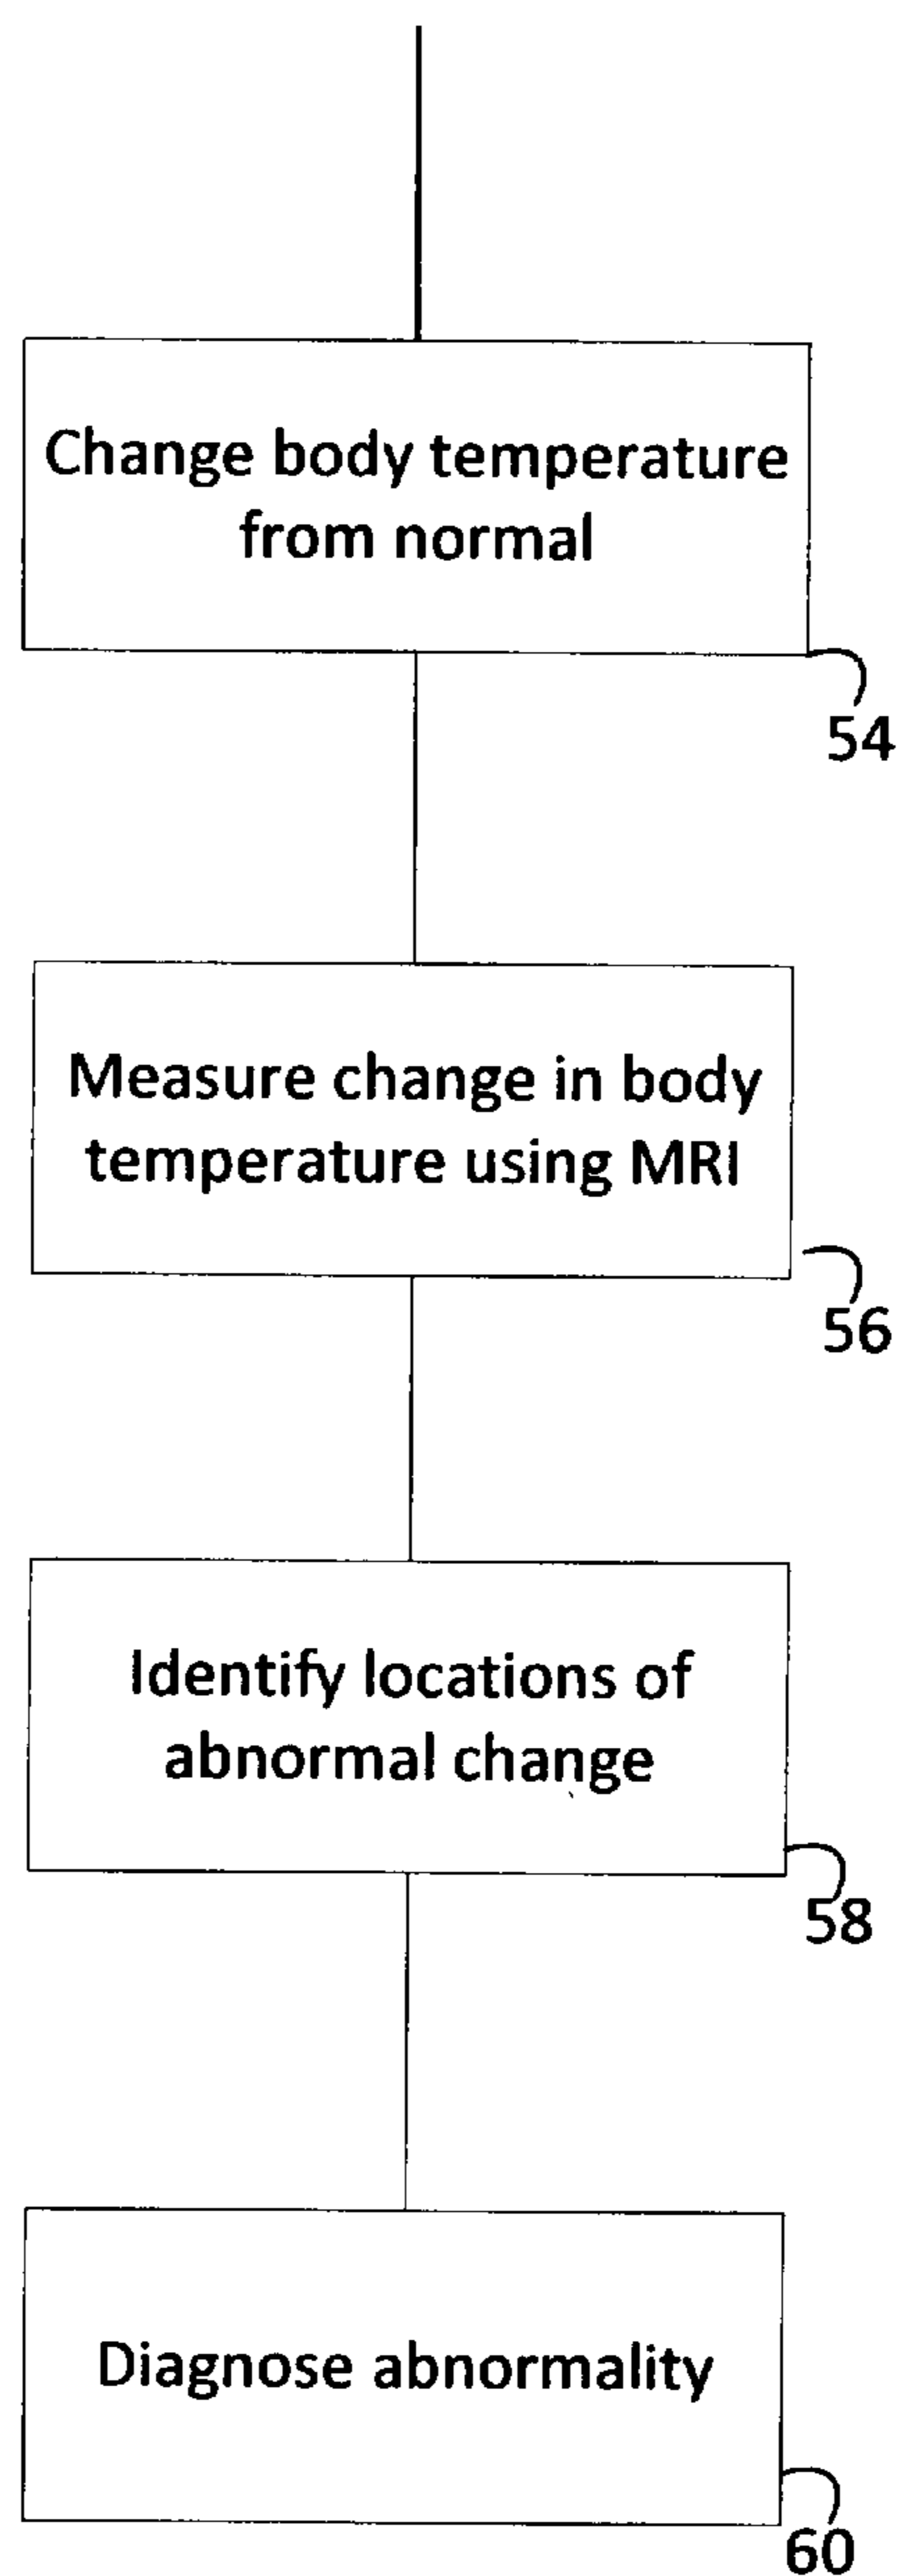 Change body temperature
from normal
54
Measure change in body
temperature using MRI
56
Identify locations of
abnormal change
58
Diagnose abnormality
60